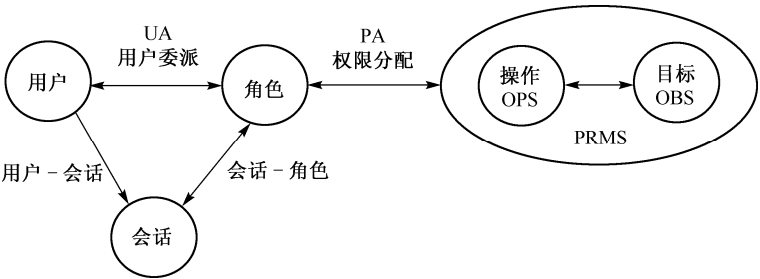 UA
用户委派
PA
权限分配
用户
角色
操作
OPS
目标
OBS
PRMS
用户－会话
会话－角色
会话